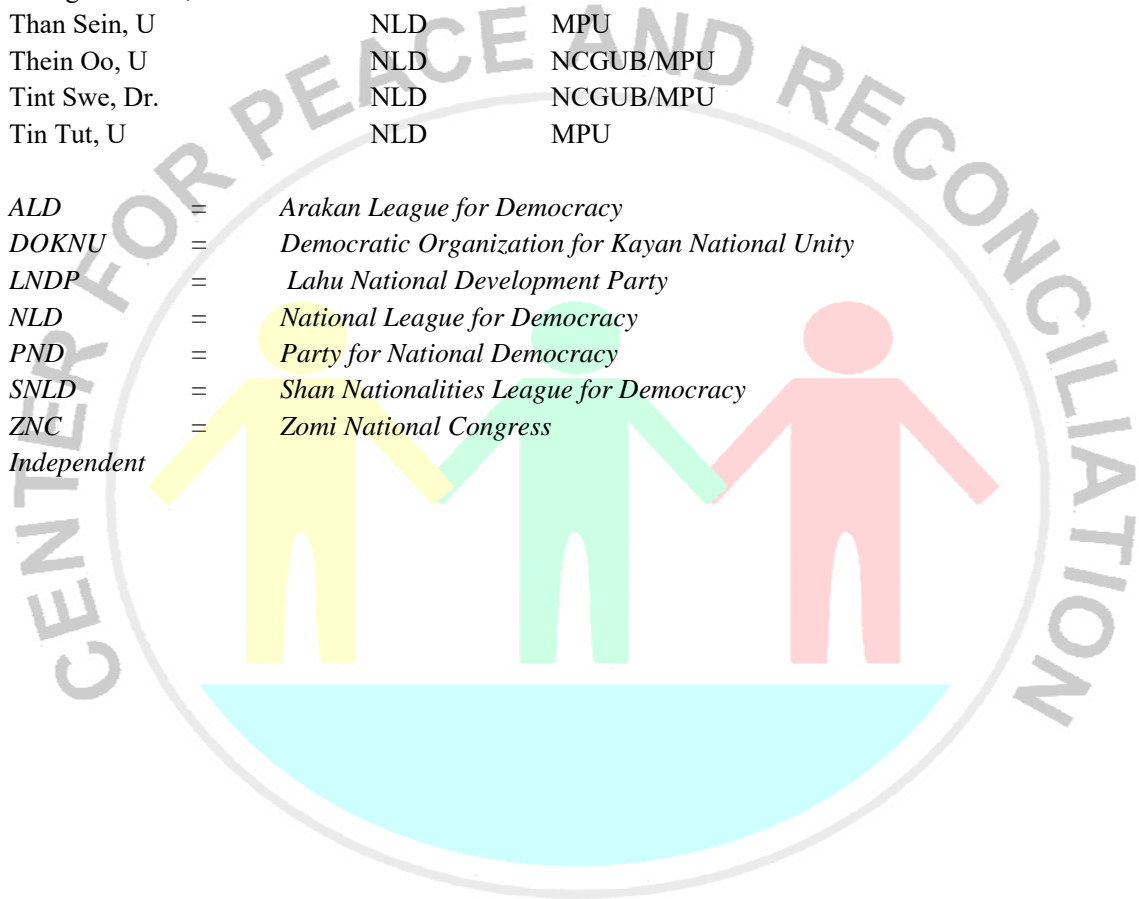 Than Sein, U NLD MPU
Thein Oo, U NLD NCGUB/MPU
Tint Swe, Dr. NLD NCGUB/MPU
Tin Tut, U NLD MPU
ALD = Arakan League for Democracy
DOKNU = Democratic Organization for Kayan National Unity
LNDP = Lahu National Development Party
NLD = National League for Democracy
PND = Party for National Democracy
SNLD = Shan Nationalities League for Democracy
ZNC = Zomi National Congress
Independent
CENTER FOR PEACE AND RECONCILIATION